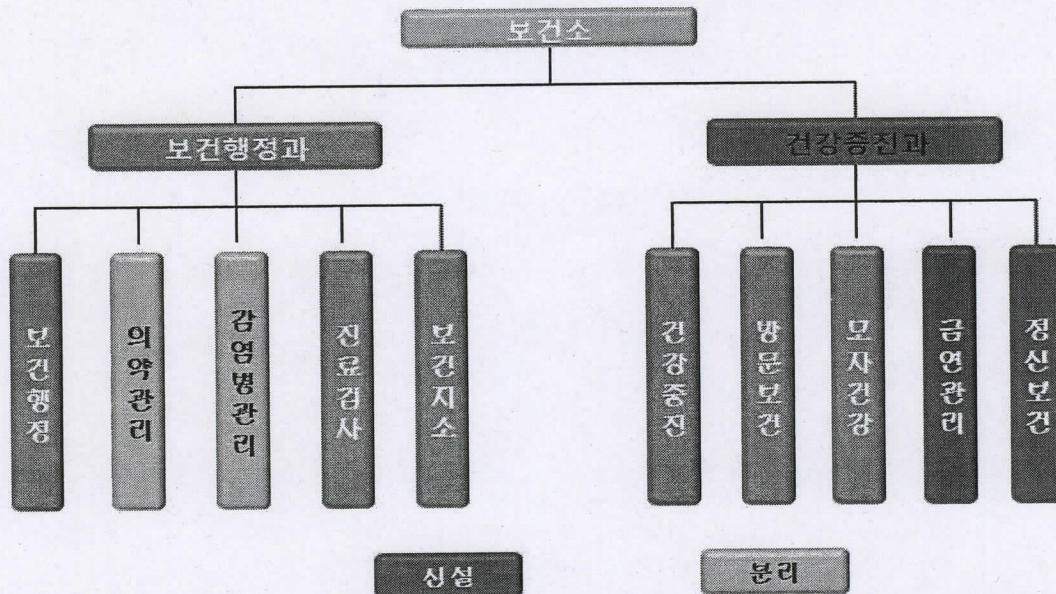 보건소
보건행정과
건강증진과
보건행정
의약관리
감염병관리
진료검사
보건지소
건강증진
방문보건
모자건강
금연관리
정신보건
신설
분리